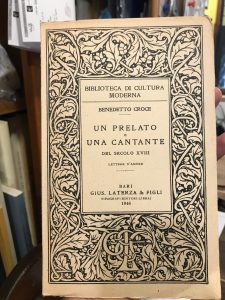 BIBLIOTECA DI CULTURA
MODERNA
BENEDETTO CROCE
UN PRELATO
E
UNA CANTANTE
DEL SECOLO XVIII
LETTERE D'AMORE
BARI
GIUS. LATERZA & FIGLI
TIPOGRAFI-EDITORI-LIBRAI
1946